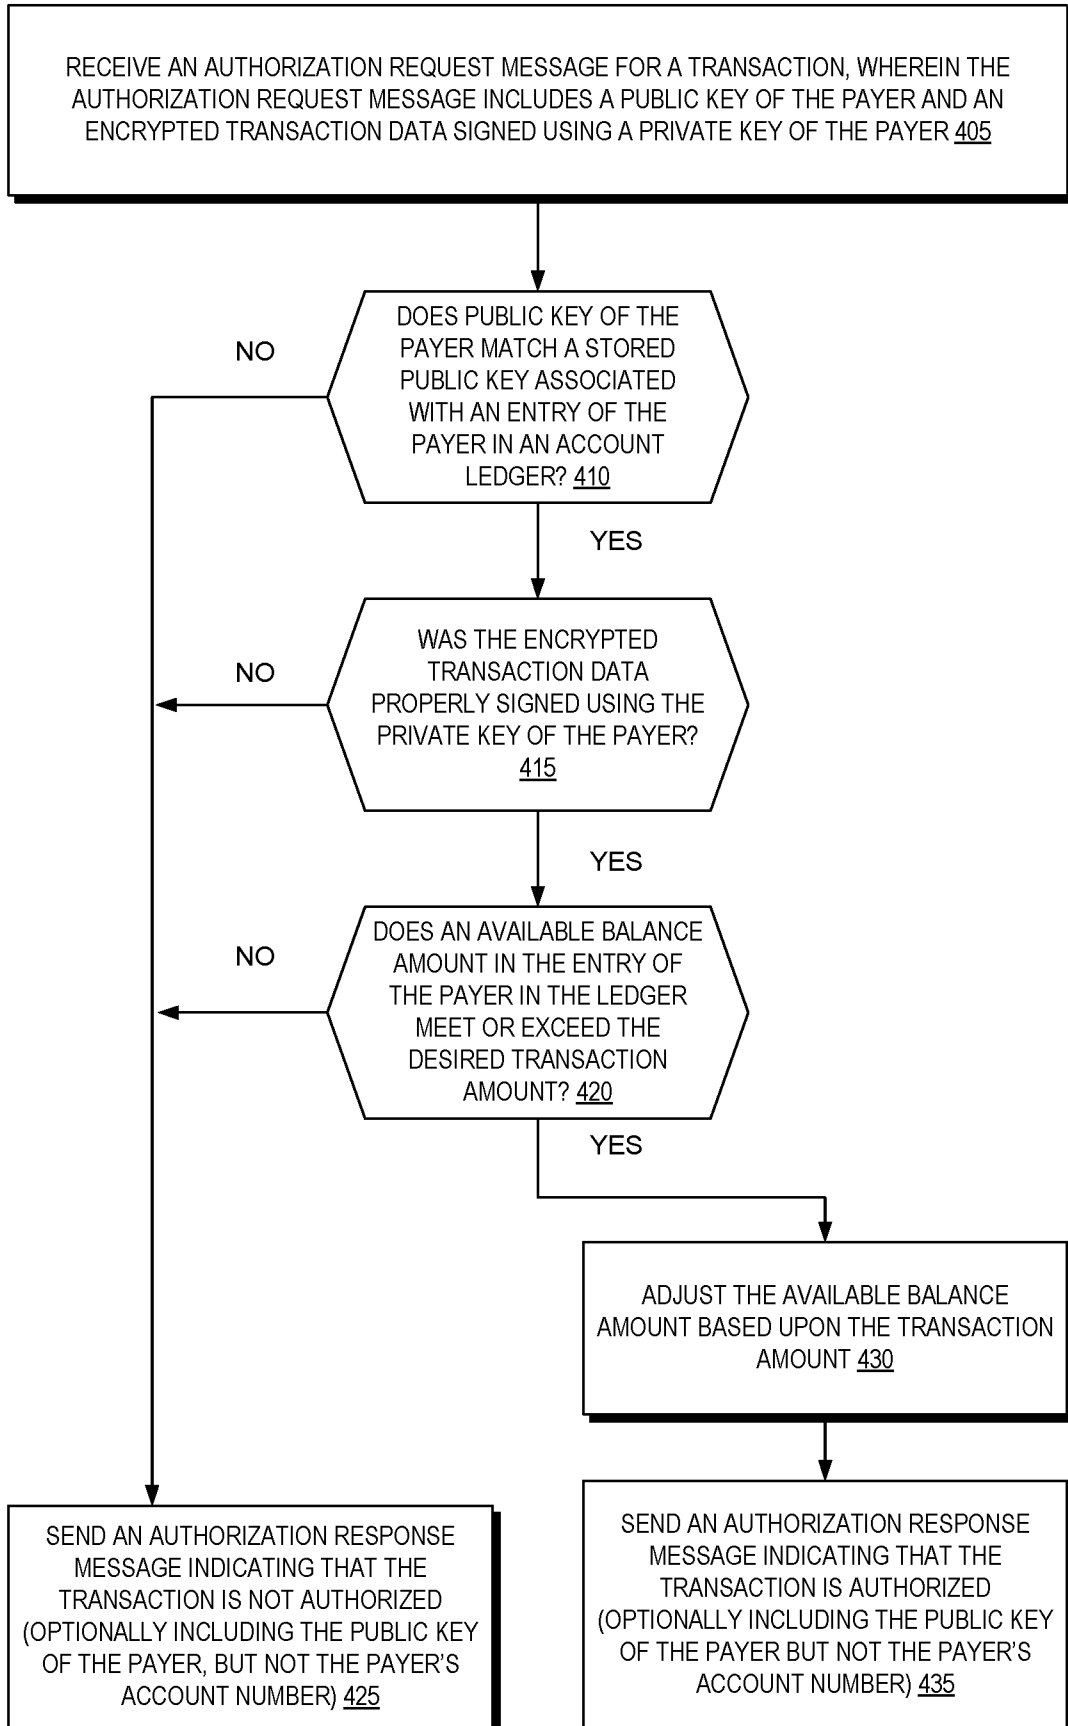 RECEIVE AN AUTHORIZATION REQUEST MESSAGE FOR A TRANSACTION, WHEREIN THE
AUTHORIZATION REQUEST MESSAGE INCLUDES A PUBLIC KEY OF THE PAYER AND AN
ENCRYPTED TRANSACTION DATA SIGNED USING A PRIVATE KEY OF THE PAYER 405
DOES PUBLIC KEY OF THE
PAYER MATCH A STORED
PUBLIC KEY ASSOCIATED
WITH AN ENTRY OF THE
PAYER IN AN ACCOUNT
LEDGER? 410
NO
YES
WAS THE ENCRYPTED
TRANSACTION DATA
PROPERLY SIGNED USING THE
PRIVATE KEY OF THE PAYER?
415
NO
YES
DOES AN AVAILABLE BALANCE
AMOUNT IN THE ENTRY OF
THE PAYER IN THE LEDGER
MEET OR EXCEED THE
DESIRED TRANSACTION
AMOUNT? 420
NO
YES
ADJUST THE AVAILABLE BALANCE
AMOUNT BASED UPON THE TRANSACTION
AMOUNT 430
SEND AN AUTHORIZATION RESPONSE
MESSAGE INDICATING THAT THE
TRANSACTION IS NOT AUTHORIZED
(OPTIONALLY INCLUDING THE PUBLIC KEY
OF THE PAYER, BUT NOT THE PAYER'S
ACCOUNT NUMBER) 425
SEND AN AUTHORIZATION RESPONSE
MESSAGE INDICATING THAT THE
TRANSACTION IS AUTHORIZED
(OPTIONALLY INCLUDING THE PUBLIC KEY
OF THE PAYER BUT NOT THE PAYER'S
ACCOUNT NUMBER) 435